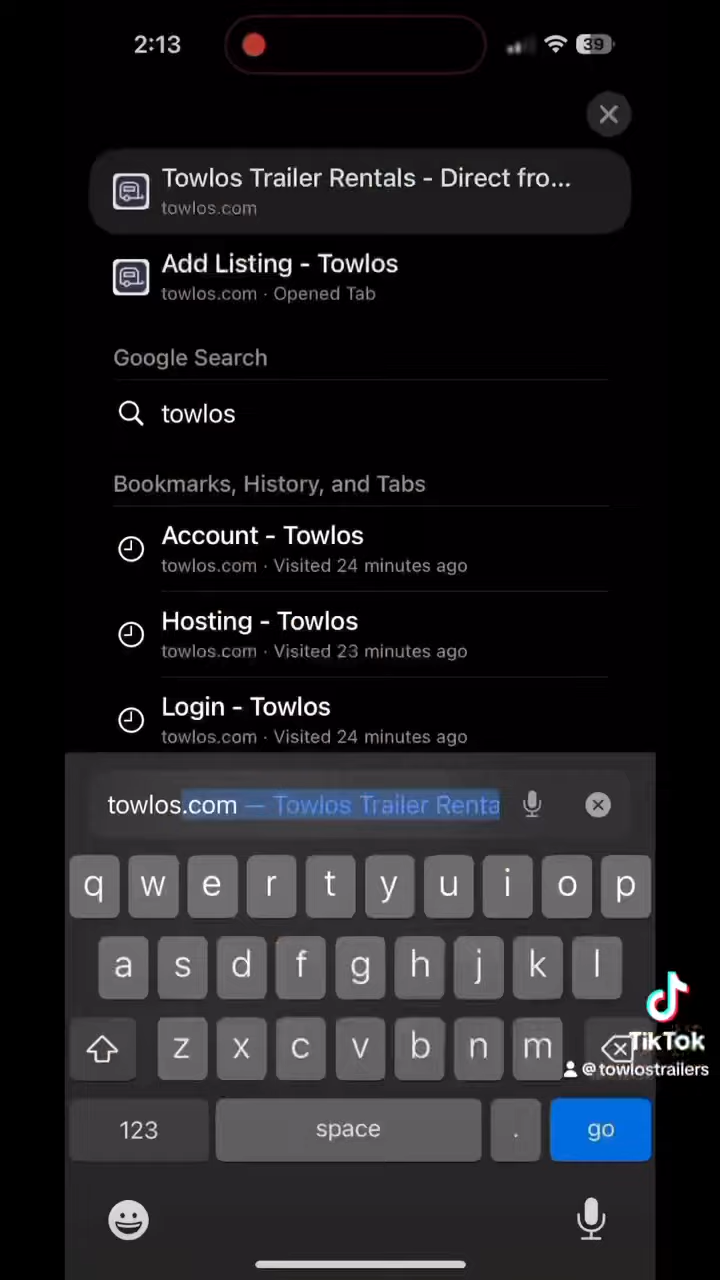 2:13
39
Towlos Trailer Rentals - Direct fro...
towlos.com
Add Listing - Towlos
towlos.com · Opened Tab
Google Search
towlos
Bookmarks, History, and Tabs
Account - Towlos
towlos.com · Visited 24 minutes ago
Hosting - Towlos
towlos.com · Visited 23 minutes ago
Login - Towlos
towlos.com · Visited 24 minutes ago
towlos.com — Towlos Trailer Renta
q w e r t y u i o p
a s d f g h j k l
z x c v b n m
TikTok
@towlostrailers
123 space . go